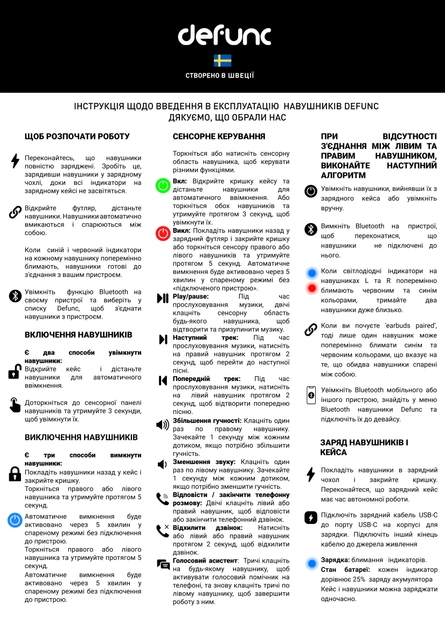 defunc
СТВОРЕНО В ШВЕЦІЇ
ІНСТРУКЦІЯ ЩОДО ВВЕДЕННЯ В ЕКСПЛУАТАЦІЮ НАВУШНИКІВ DEFUNC
ДЯКУЄМО, ЩО ОБРАЛИ НАС
ЩОБ РОЗПОЧАТИ РОБОТУ
Переконайтесь, що навушники
повністю заряджені. Зробіть це,
зарядивши навушники у зарядному
чохлі, доки всі індикатори на
зарядному кейсі не засвітяться.
Відкрийте футляр, дістаньте
навушники. Навушники автоматично
вмикаються і спарюються між
собою.
Коли синій і червоний індикатори
на кожному навушнику поперемінно
блимають, навушники готові до
з'єднання з вашим пристроєм.
Увімкніть функцію Bluetooth на
своєму пристрої та виберіть у
списку Defunc, щоб з'єднати
навушники з пристроєм.
ВКЛЮЧЕННЯ НАВУШНИКІВ
Є два способи увімкнути
навушники:
Відкрийте кейс і дістаньте
навушники для автоматичного
ввімкнення.
Доторкніться до сенсорної панелі
навушників та утримуйте 3 секунди,
щоб увімкнути їх.
ВИКЛЮЧЕННЯ НАВУШНИКІВ
Є три способи вимкнути
навушники:
Покладіть навушники назад у кейс і
закрийте кришку.
Торкніться правого або лівого
навушника та утримуйте протягом 5
секунд.
Автоматичне вимкнення буде
активовано через 5 хвилин у
спареному режимі без підключення
до пристрою.
Торкніться правого або лівого
навушника та утримуйте протягом 5
секунд.
Автоматичне вимкнення буде
активовано через 5 хвилин у
спареному режимі без підключення
до пристрою.
СЕНСОРНЕ КЕРУВАННЯ
Торкніться або натисніть сенсорну
область навушника, щоб керувати
різними функціями.
Вкл: Відкрийте кришку кейсу та
дістаньте навушники для
автоматичного ввімкнення. Або
торкніться обох навушників та
утримуйте протягом 3 секунд, щоб
увімкнути їх.
Викл: Покладіть навушники назад у
зарядний футляр і закрийте кришку
або торкніться сенсору правого або
лівого навушників та утримуйте
протягом 5 секунд. Автоматичне
вимкнення буде активовано через 5
хвилин у спареному режимі без
«підключеного пристрою».
Play/pause: Під час
прослуховування музики, двічі
клацніть сенсорну область
будь-якого навушника, щоб
відтворити та призупинити музику.
Наступний трек: Під час
прослуховування музики, натисніть
на правий навушник протягом 2
секунд, щоб перейти до наступної
пісні.
Попередній трек: Під час
прослуховування музики, натисніть
на лівий навушник протягом 2
секунд, щоб відтворити попередню
пісню.
Збільшення гучності: Клацніть один
раз по правому навушнику.
Зачекайте 1 секунди між кожним
дотиком, якщо потрібно збільшити
гучність.
Зменшення звуку: Клацніть один
раз по лівому навушнику. Зачекайте
1 секунди між кожним дотиком,
якщо потрібно зменшити гучність.
Відповісти / закінчити телефонну
розмову: Двічі клацніть лівий або
правий навушник, щоб відповісти
або закінчити телефонний дзвінок.
Відхилити дзвінок: Натисніть
або лівий або правий навушник
протягом 2 секунд, щоб відхилити
дзвінок.
Голосовий асистент: Тричі клацніть
на будь-якому навушнику, щоб
активувати голосовий помічник на
телефоні, та знову клацніть тричі по
лівому навушнику, щоб завершити
роботу з ним.
ПРИ ВІДСУТНОСТІ
З'ЄДНАННЯ МІЖ ЛІВИМ ТА
ПРАВИМ НАВУШНИКОМ,
ВИКОНАЙТЕ НАСТУПНИЙ
АЛГОРИТМ
Увімкніть навушники, вийнявши їх з
зарядного кейса або увімкніть
вручну.
Вимкніть Bluetooth на пристрої,
щоб переконатися, що
навушники не підключені до
нього.
Коли світлодіодні індикатори на
навушниках L та R поперемінно
блимають червоним та синім
кольорами, тримайте два
навушники дуже близько.
Коли ви почуєте 'earbuds paired',
тоді лише один навушник може
поперемінно блимати синім та
червоним кольорами, що вказує на
те, що обидва навушники спарені
між собою.
Увімкніть Bluetooth мобільного або
іншого пристрою, знайдіть у меню
Bluetooth навушники Defunc та
підключіть їх до девайсу.
ЗАРЯД НАВУШНИКІВ І
КЕЙСА
Покладіть навушники в зарядний
чохол і закрийте кришку.
Переконайтеся, що зарядний кейс
має час автономної роботи.
Підключіть зарядний кабель USB-C
до порту USB-C на корпусі для
зарядки. Підключіть інший кінець
кабелю до джерела живлення
Зарядка: блимання індикаторів.
Стан батареї: кожен індикатор
дорівнює 25% заряду акумулятора
Кейс і навушники можна заряджати
одночасно.